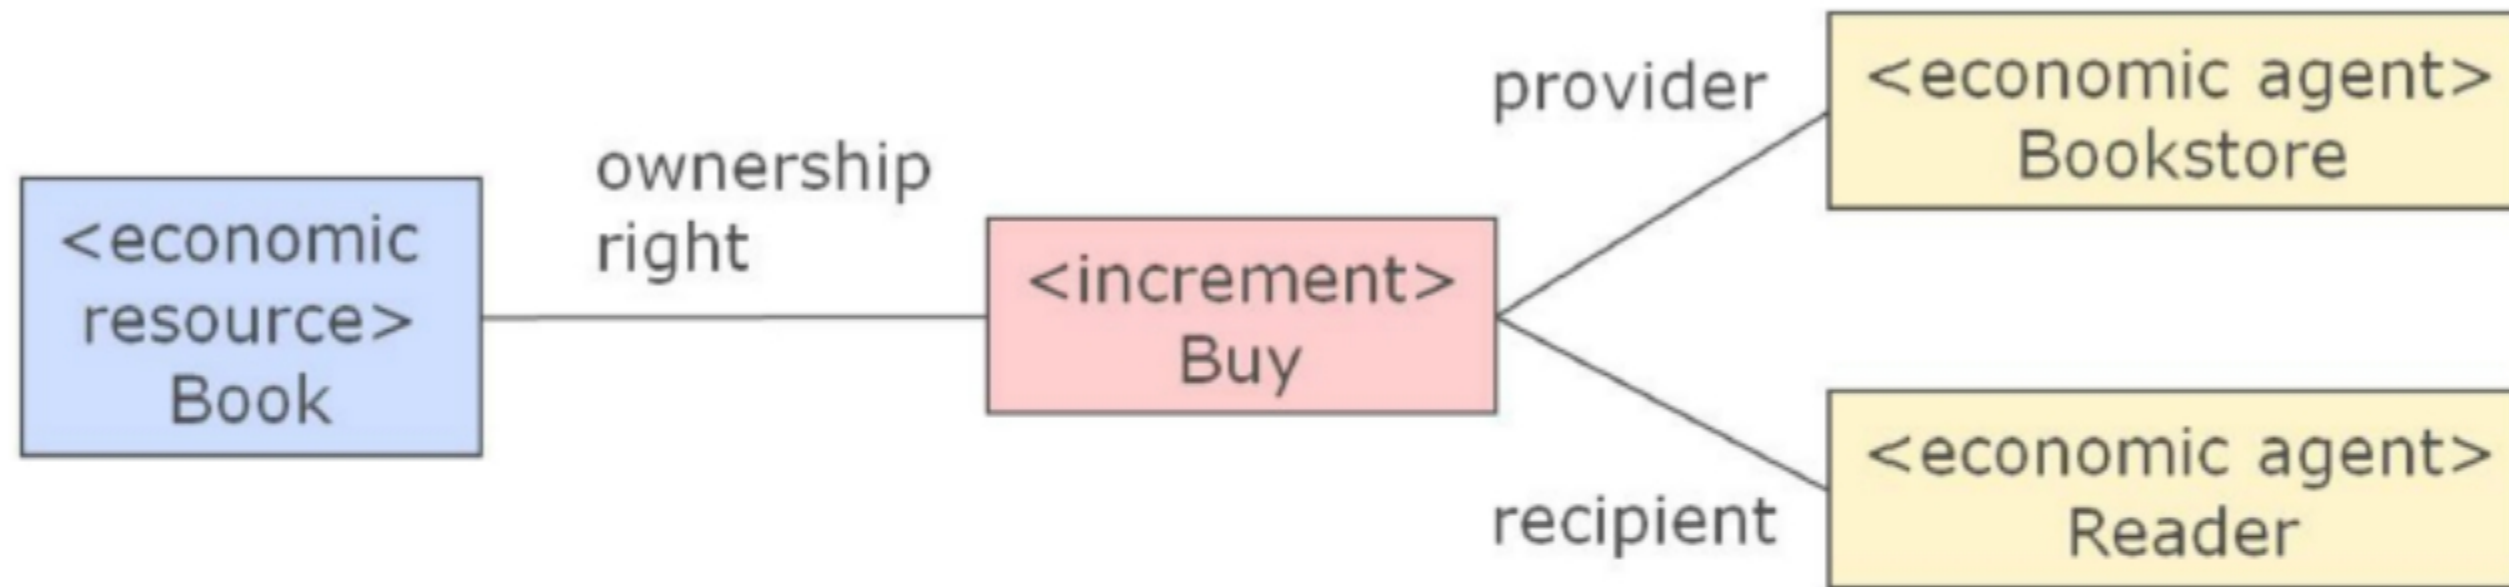 <economic
resource>
Book
ownership
right
<increment>
Buy
provider
<economic agent>
Bookstore
recipient
<economic agent>
Reader